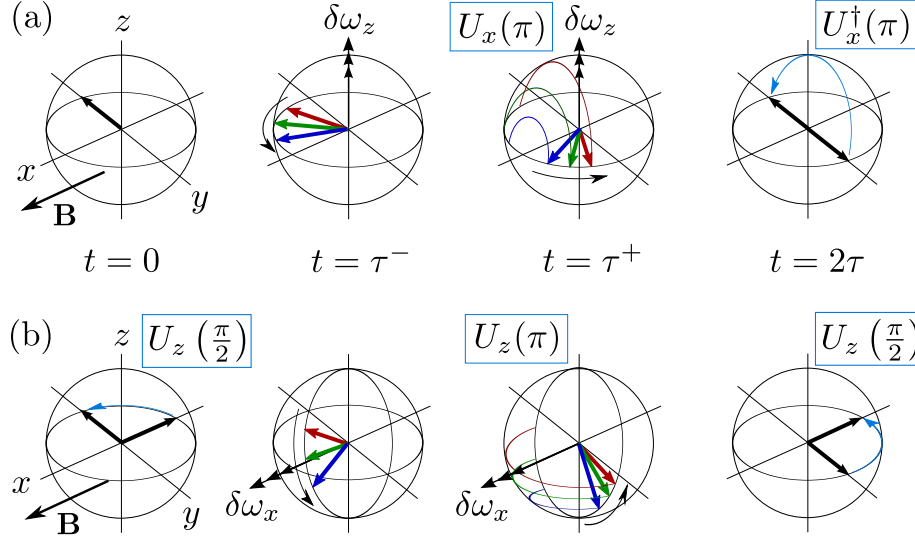 (a)
z
δω_z
U_x(π)
δω_z
U_x^†(π)
x
B
y
t = 0
t = τ^−
t = τ^+
t = 2τ
(b)
z
U_z (π/2)
U_z(π)
U_z (π/2)
x
B
y
δω_x
δω_x